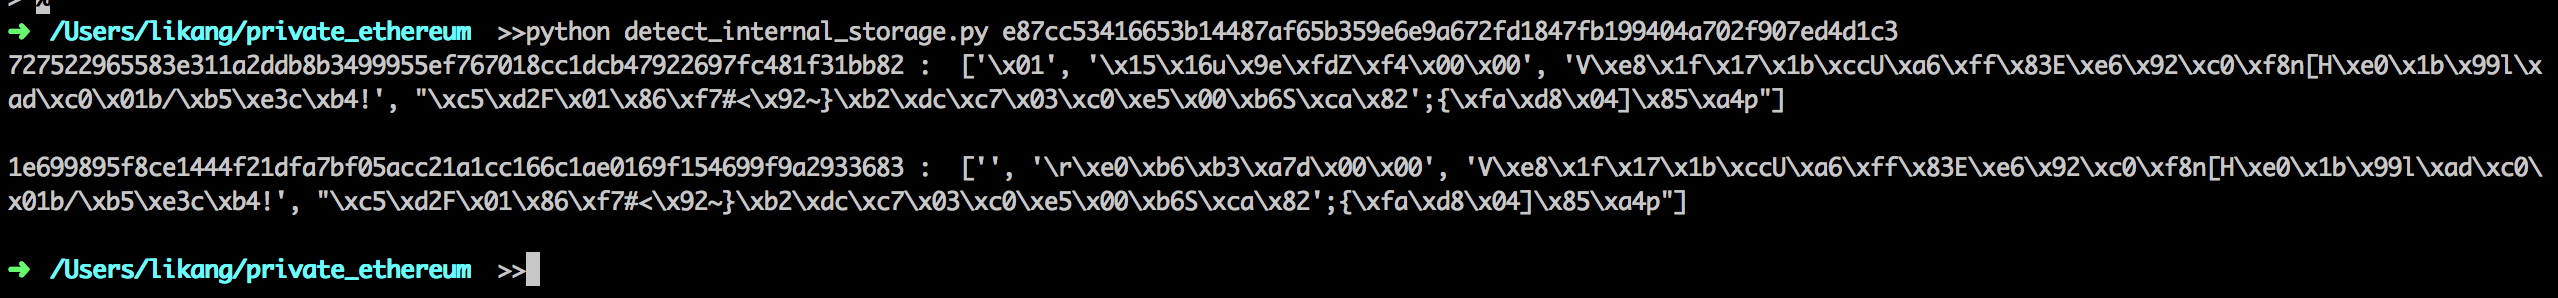 ➜ /Users/likang/private_ethereum >>python detect_internal_storage.py e87cc53416653b14487af65b359e6e9a672fd1847fb199404a702f907ed4d1c3
727522965583e311a2ddb8b3499955ef767018cc1dcb47922697fc481f31bb82 :  ['\x01', '\x15\x16u\x9e\xfdZ\xf4\x00\x00', 'V\xe8\x1f\x17\x1b\xccU\xa6\xff\x83E\xe6\x92\xc0\xf8n[H\xe0\x1b\x99l\x
ad\xc0\x01b/\xb5\xe3c\xb4!', "\xc5\xd2F\x01\x86\xf7#<\x92~}\xb2\xdc\xc7\x03\xc0\xe5\x00\xb6S\xca\x82';{\xfa\xd8\x04]\x85\xa4p"]
1e699895f8ce1444f21dfa7bf05acc21a1cc166c1ae0169f154699f9a2933683 :  ['', '\r\xe0\xb6\xb3\xa7d\x00\x00', 'V\xe8\x1f\x17\x1b\xccU\xa6\xff\x83E\xe6\x92\xc0\xf8n[H\xe0\x1b\x99l\xad\xc0\
x01b/\xb5\xe3c\xb4!', "\xc5\xd2F\x01\x86\xf7#<\x92~}\xb2\xdc\xc7\x03\xc0\xe5\x00\xb6S\xca\x82';{\xfa\xd8\x04]\x85\xa4p"]
➜ /Users/likang/private_ethereum >>